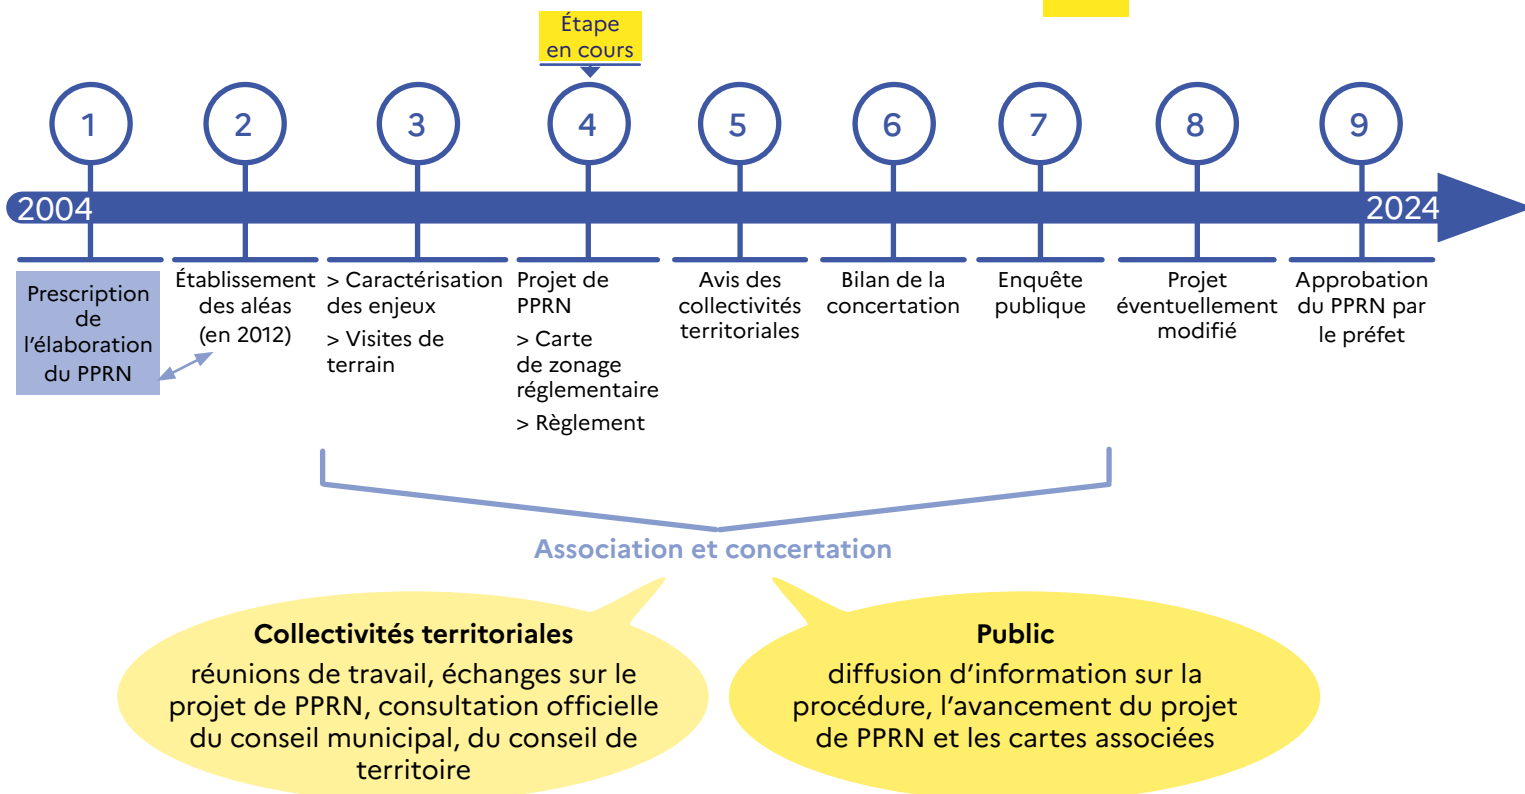 Étape
en cours
1
2
3
4
5
6
7
8
9
2004
2024
Prescription
de
l’élaboration
du PPRN
Établissement
des aléas
(en 2012)
> Caractérisation
des enjeux
> Visites de
terrain
Projet de
PPRN
> Carte
de zonage
réglementaire
> Règlement
Avis des
collectivités
territoriales
Bilan de la
concertation
Enquête
publique
Projet
éventuellement
modifié
Approbation
du PPRN par
le préfet
Association et concertation
Collectivités territoriales
réunions de travail, échanges sur le
projet de PPRN, consultation officielle
du conseil municipal, du conseil de
territoire
Public
diffusion d’information sur la
procédure, l’avancement du projet
de PPRN et les cartes associées